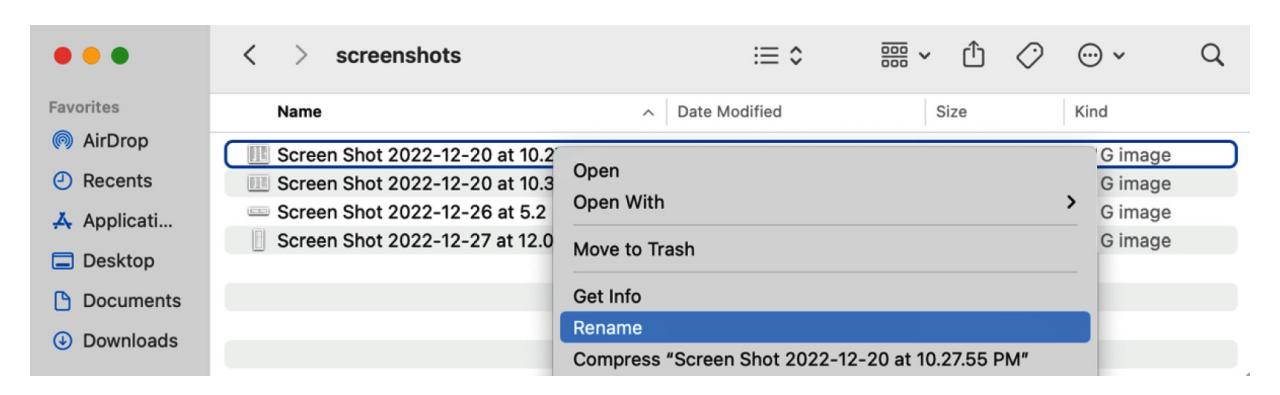 screenshots
Favorites
AirDrop
Recents
Applicati...
Desktop
Documents
Downloads
Name Date Modified Size Kind
Screen Shot 2022-12-20 at 10.2 G image
Screen Shot 2022-12-20 at 10.3 G image
Screen Shot 2022-12-26 at 5.2 G image
Screen Shot 2022-12-27 at 12.0 G image
Open
Open With
Move to Trash
Get Info
Rename
Compress “Screen Shot 2022-12-20 at 10.27.55 PM”